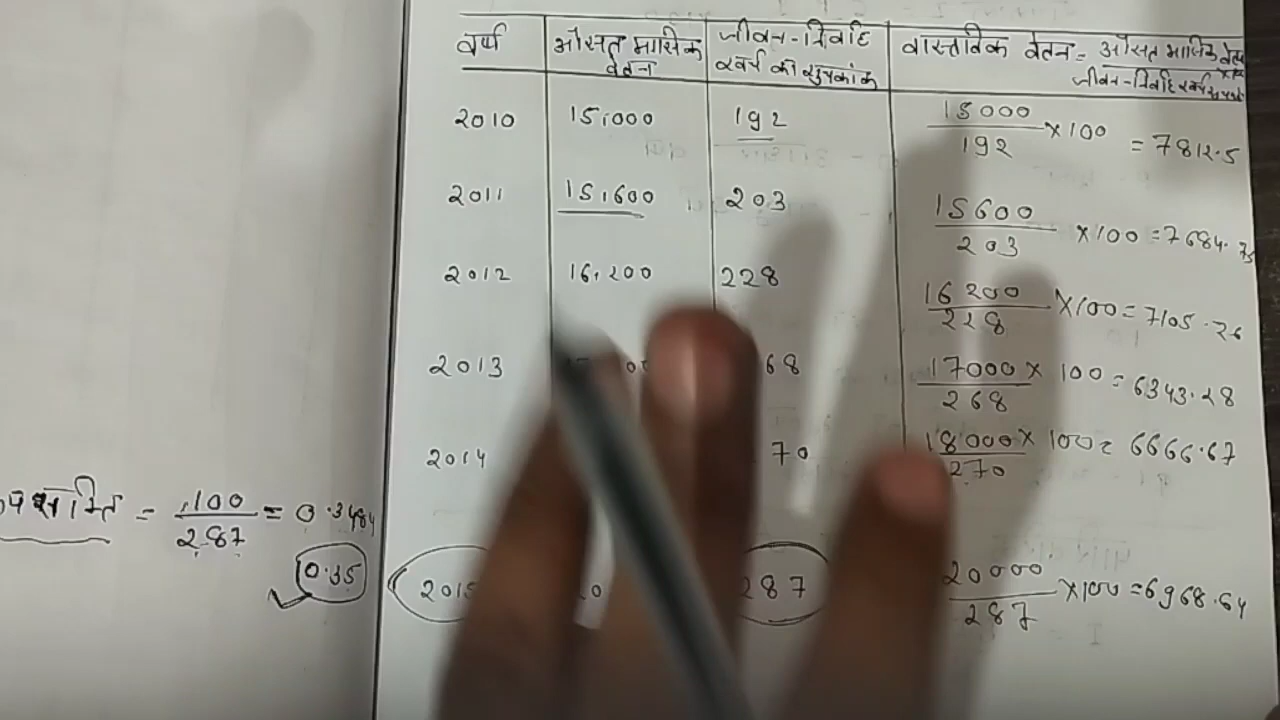 वर्ष औसत मासिक वेतन जीवन-निर्वाह खर्च का सूचकांक वास्तविक वेतन = औसत मासिक वेतन
जीवन-निर्वाह खर्च
2010 15,000 192 15000/192 ×100 = 7812.5
2011 15,600 203 15600/203 ×100 = 7684.73
2012 16,200 228 16200/228 ×100 = 7105.26
2013 68 17000/268 × 100 = 6343.28
2014 70 18000/270 × 100 = 6666.67
= 100/287 = 0.3484
0.35
2015 287 20000/287 ×100 = 6968.64